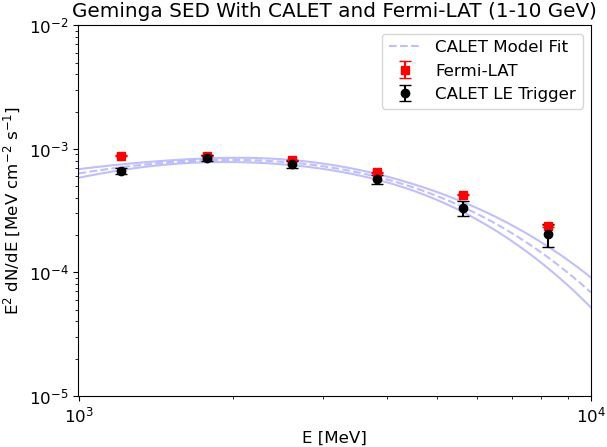 Geminga SED With CALET and Fermi-LAT (1-10 GeV)
10⁻²
10⁻³
10⁻⁴
10⁻⁵
E² dN/dE [MeV cm⁻² s⁻¹]
CALET Model Fit
Fermi-LAT
CALET LE Trigger
10³
10⁴
E [MeV]